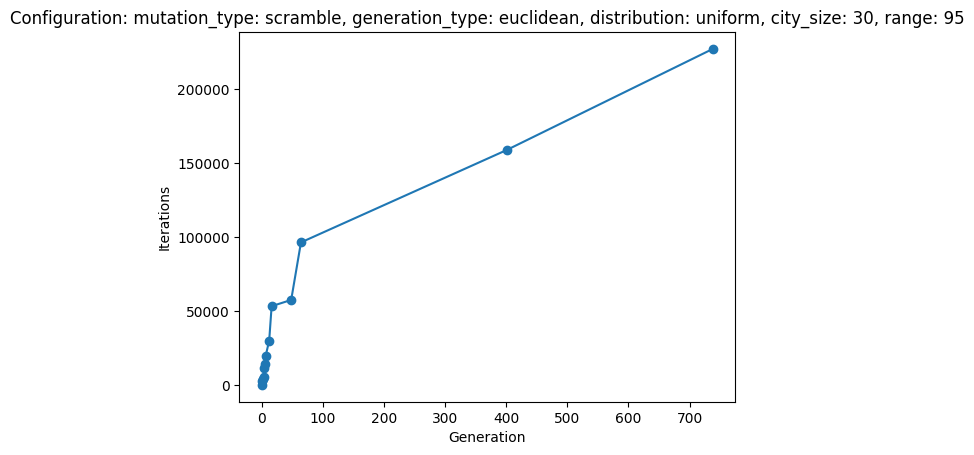 Configuration: mutation_type: scramble, generation_type: euclidean, distribution: uniform, city_size: 30, range: 95
200000
150000
100000
50000
0
Iterations
0 100 200 300 400 500 600 700
Generation